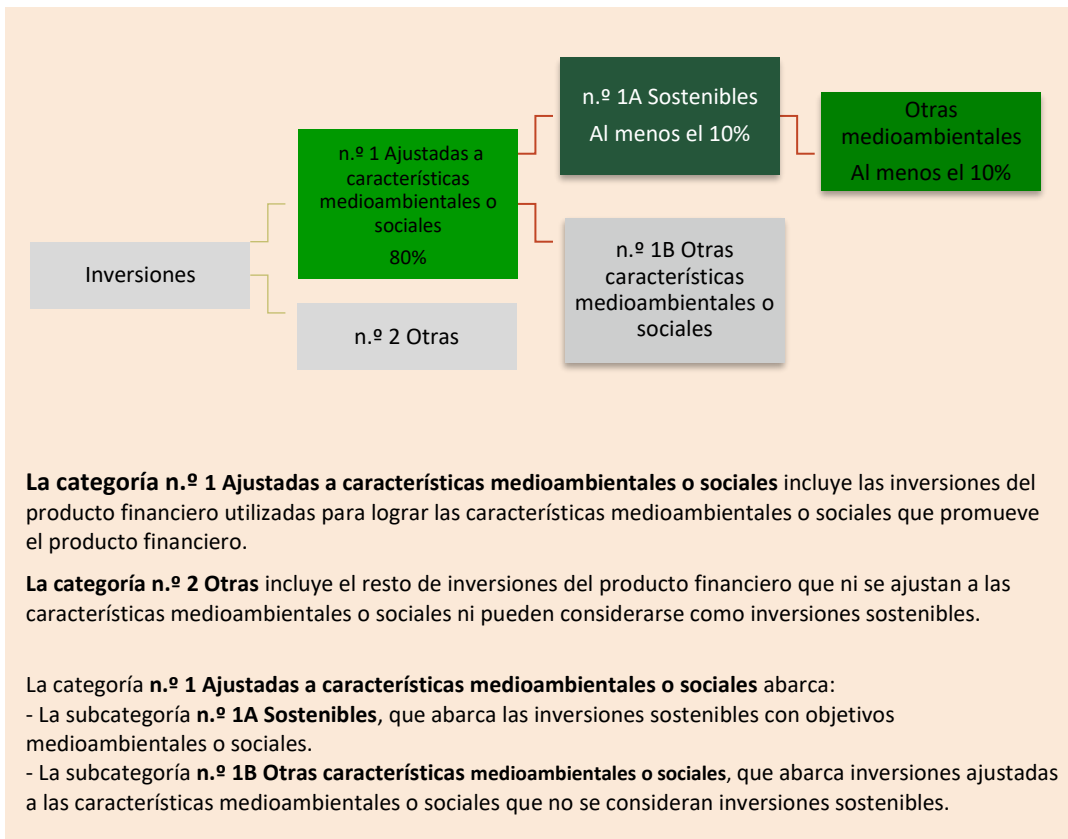 n.º 1A Sostenibles
Al menos el 10%
Otras
medioambientales
Al menos el 10%
n.º 1 Ajustadas a
características
medioambientales o
sociales
80%
n.º 1B Otras
características
medioambientales o
sociales
Inversiones
n.º 2 Otras
La categoría n.º 1 Ajustadas a características medioambientales o sociales incluye las inversiones del
producto financiero utilizadas para lograr las características medioambientales o sociales que promueve
el producto financiero.
La categoría n.º 2 Otras incluye el resto de inversiones del producto financiero que ni se ajustan a las
características medioambientales o sociales ni pueden considerarse como inversiones sostenibles.
La categoría n.º 1 Ajustadas a características medioambientales o sociales abarca:
- La subcategoría n.º 1A Sostenibles, que abarca las inversiones sostenibles con objetivos
medioambientales o sociales.
- La subcategoría n.º 1B Otras características medioambientales o sociales, que abarca inversiones ajustadas
a las características medioambientales o sociales que no se consideran inversiones sostenibles.